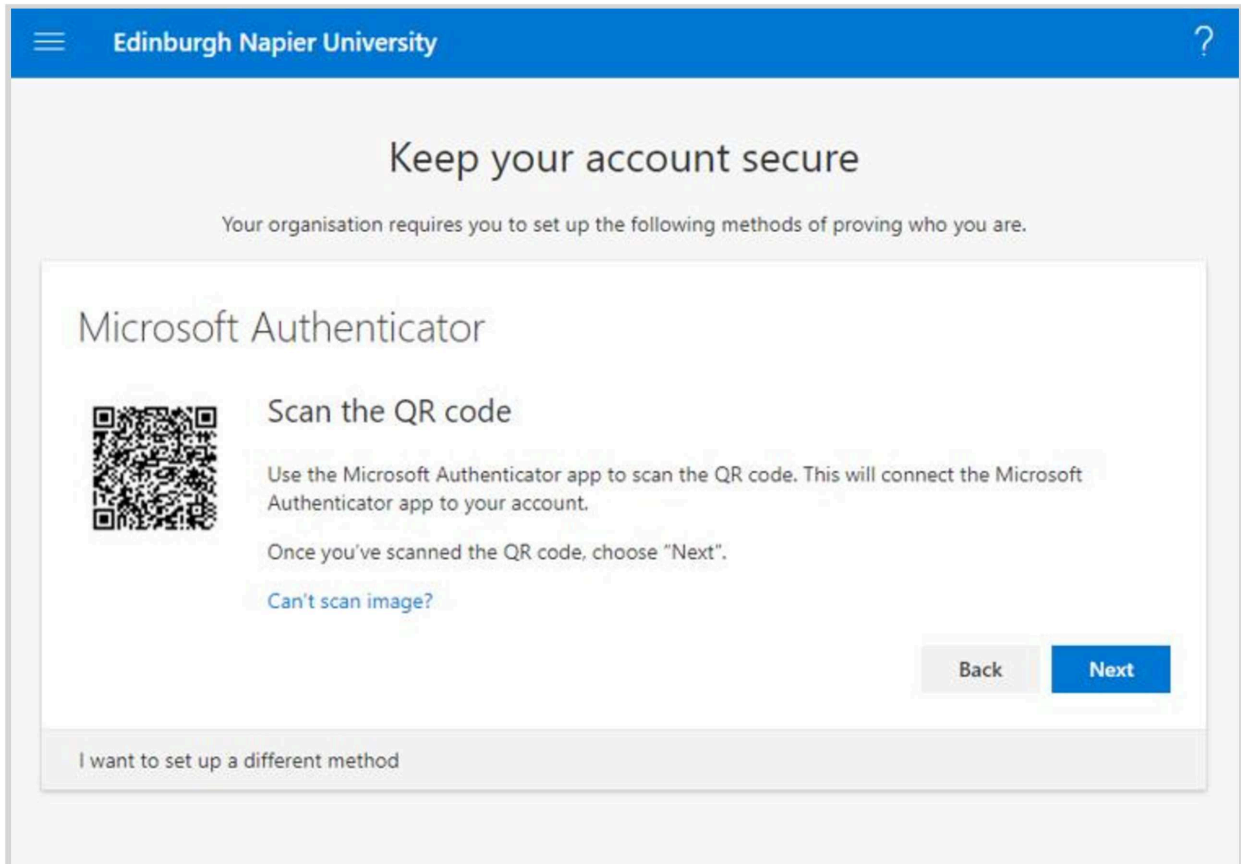 Edinburgh Napier University
?
Keep your account secure
Your organisation requires you to set up the following methods of proving who you are.
Microsoft Authenticator
Scan the QR code
Use the Microsoft Authenticator app to scan the QR code. This will connect the Microsoft
Authenticator app to your account.
Once you've scanned the QR code, choose "Next".
Can't scan image?
Back
Next
I want to set up a different method